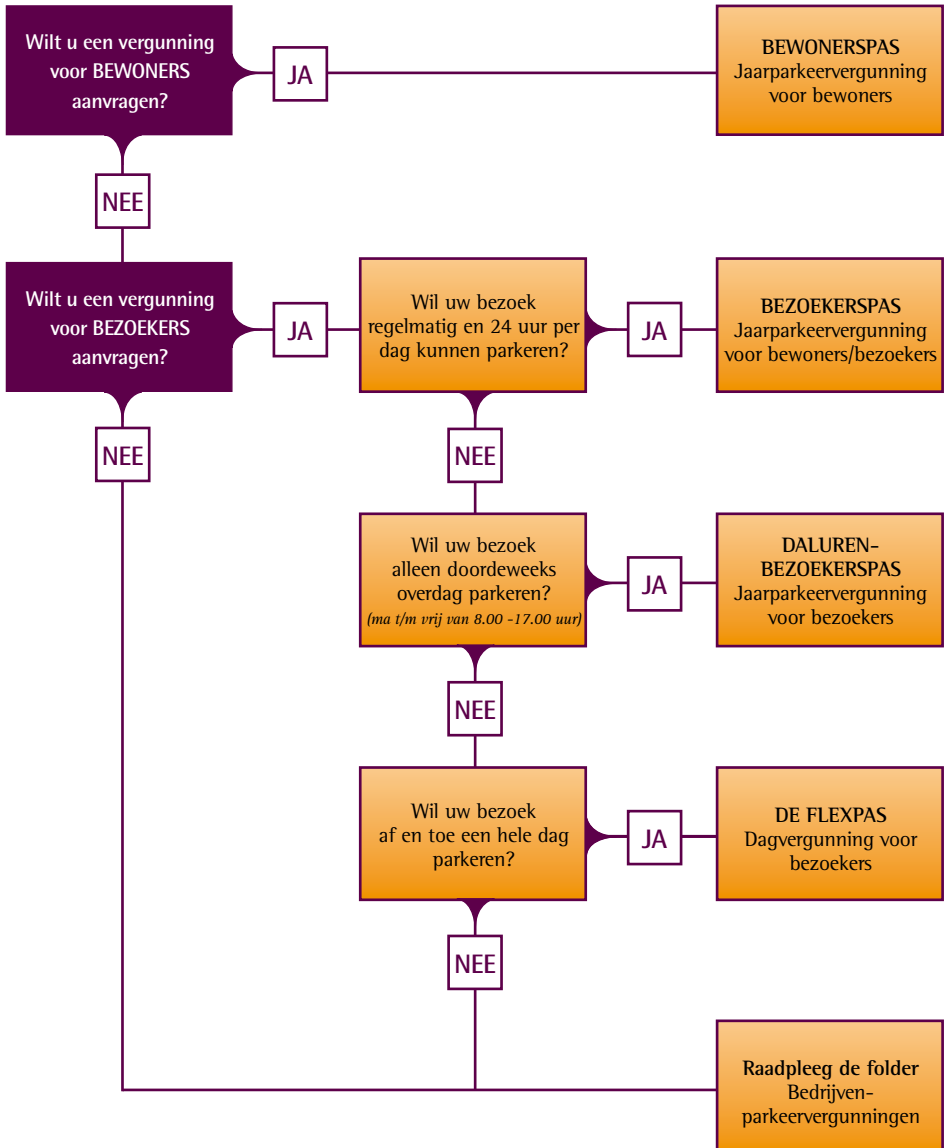 Wilt u een vergunning
voor BEWONERS
aanvragen?
JA
BEWONERSPAS
Jaarparkeervergunning
voor bewoners
NEE
Wilt u een vergunning
voor BEZOEKERS
aanvragen?
JA
Wil uw bezoek
regelmatig en 24 uur per
dag kunnen parkeren?
JA
BEZOEKERSPAS
Jaarparkeervergunning
voor bewoners/bezoekers
NEE
NEE
Wil uw bezoek
alleen doordeweeks
overdag parkeren?
(ma t/m vrij van 8.00 -17.00 uur)
JA
DALUREN-
BEZOEKERSPAS
Jaarparkeervergunning
voor bezoekers
NEE
Wil uw bezoek
af en toe een hele dag
parkeren?
JA
DE FLEXPAS
Dagvergunning voor
bezoekers
NEE
Raadpleeg de folder
Bedrijven-
parkeervergunningen